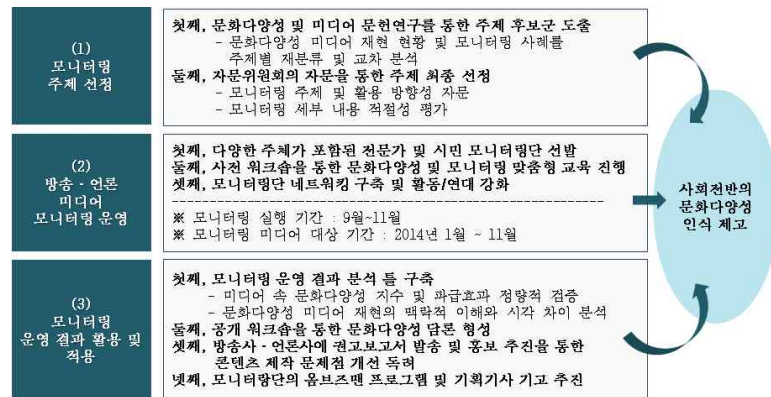 (1)
모니터링
주제 선정
첫째, 문화다양성 및 미디어 문헌연구를 통한 주제 후보군 도출
- 문화다양성 미디어 재현 현황 및 모니터링 사례를
주제별 재분류 및 교차 분석
둘째, 자문위원회의 자문을 통한 주제 최종 선정
- 모니터링 주제 및 활용 방향성 자문
- 모니터링 세부 내용 적절성 평가
(2)
방송 - 언론
미디어
모니터링 운영
첫째, 다양한 주체가 포함된 전문가 및 시민 모니터링단 선발
둘째, 사전 워크숍을 통한 문화다양성 및 모니터링 맞춤형 교육 진행
셋째, 모니터링단 네트워킹 구축 및 활동/연대 강화
※ 모니터링 실행 기간 : 9월~11월
※ 모니터링 미디어 대상 기간 : 2014년 1월 ~ 11월
(3)
모니터링
운영 결과 활용 및
적용
첫째, 모니터링 운영 결과 분석 틀 구축
- 미디어 속 문화다양성 지수 및 파급효과 정량적 검증
- 문화다양성 미디어 재현의 맥락적 이해와 시각 차이 분석
둘째, 공개 워크숍을 통한 문화다양성 담론 형성
셋째, 방송사 - 언론사에 권고보고서 발송 및 홍보 추진을 통한
콘텐츠 제작 문제점 개선 독려
넷째, 모니터랑단의 옴브즈맨 프로그램 및 기획기사 기고 추진
사회전반의
문화다양성
인식 제고